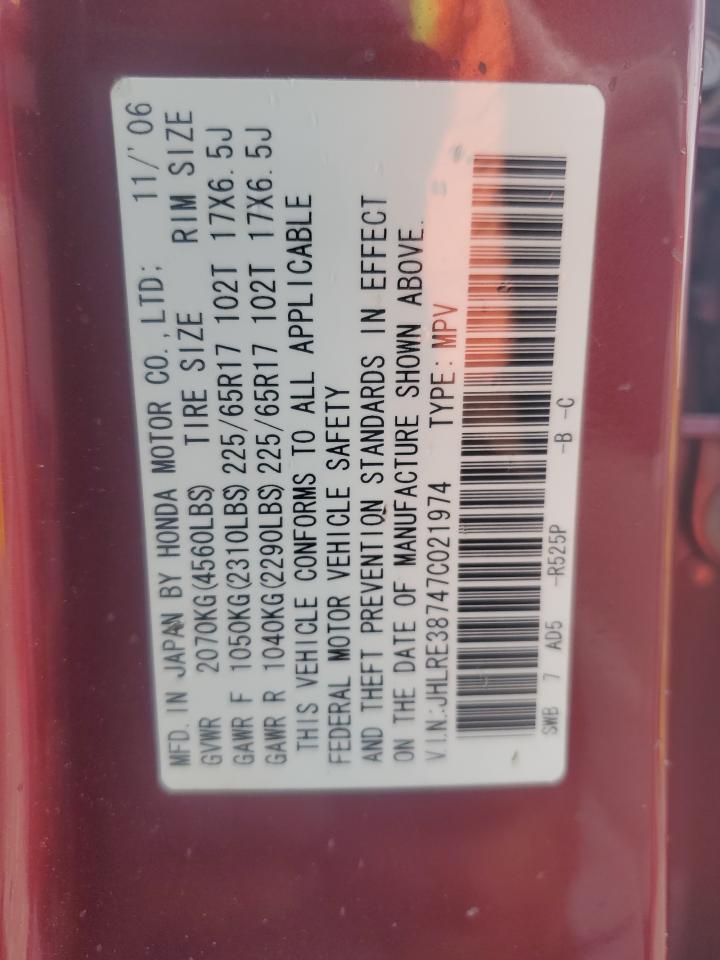 MFD. IN JAPAN BY HONDA MOTOR CO., LTD; 11/' 06
GVWR 2070KG(4560LBS) TIRE SIZE RIM SIZE
GAWR F 1050KG(2310LBS) 225/65R17 102T 17X6. 5J
GAWR R 1040KG(2290LBS) 225/65R17 102T 17X6. 5J
THIS VEHICLE CONFORMS TO ALL APPLICABLE
FEDERAL MOTOR VEHICLE SAFETY
AND THEFT PREVENTION STANDARDS IN EFFECT
ON THE DATE OF MANUFACTURE SHOWN ABOVE.
V.I.N.:JHLRE38747C021974 TYPE: MPV
SWB 7 AD5 -R525P -B -C